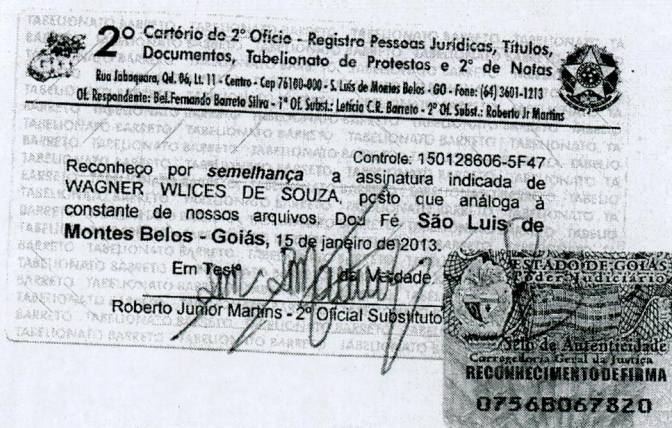 2º Cartório do 2º Ofício - Registro Pessoas Jurídicas, Títulos,
Documentos, Tabelionato de Protestos e 2º de Notas
Rua Jabaquara, Qd. 06, Lt. 11 - Centro - Cep 76100-000 - S. Luís de Montes Belos - GO - Fone: (64) 3601-1213
Of. Respondente: Bel. Fernando Barreto Silva - 1º Of. Subst.: Letícia C.R. Barreto - 2º Of. Subst.: Roberto Jr Martins
Controle: 150128606-5F47
Reconheço por semelhança a assinatura indicada de
WAGNER WLICES DE SOUZA, posto que análoga à
constante de nossos arquivos. Dou Fé. São Luis de
Montes Belos - Goiás, 15 de janeiro de 2013.
Em Testº da Verdade.
Roberto Junior Martins - 2º Oficial Substituto
ESTADO DE GOIÁS
Poder Judiciário
Selo de Autenticidade
Corregedoria Geral da Justiça
RECONHECIMENTO DE FIRMA
0756B067820